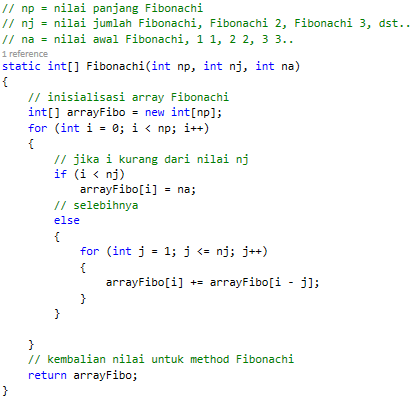 // np = nilai panjang Fibonachi
// nj = nilai jumlah Fibonachi, Fibonachi 2, Fibonachi 3, dst..
// na = nilai awal Fibonachi, 1 1, 2 2, 3 3..
1 reference
static int[] Fibonachi(int np, int nj, int na)
{
    // inisialisasi array Fibonachi
    int[] arrayFibo = new int[np];
    for (int i = 0; i < np; i++)
    {
        // jika i kurang dari nilai nj
        if (i < nj)
            arrayFibo[i] = na;
        // selebihnya
        else
        {
            for (int j = 1; j <= nj; j++)
            {
                arrayFibo[i] += arrayFibo[i - j];
            }
        }

    }
    // kembalian nilai untuk method Fibonachi
    return arrayFibo;
}